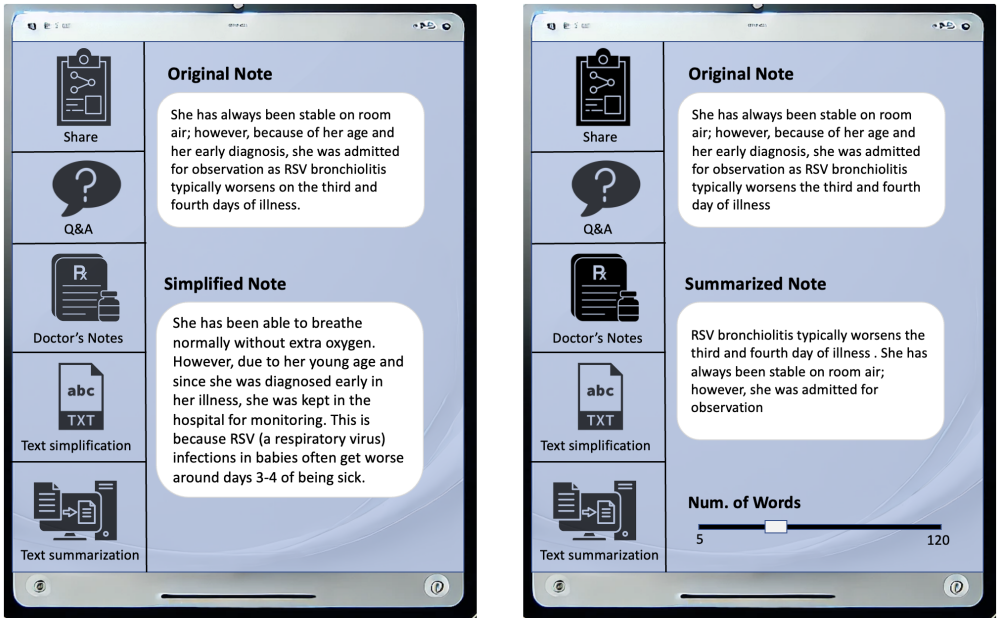 Share
Q&A
Rx
Doctor's Notes
abc
TXT
Text simplification
Text summarization
Original Note
She has always been stable on room
air; however, because of her age and
her early diagnosis, she was admitted
for observation as RSV bronchiolitis
typically worsens on the third and
fourth days of illness.
Simplified Note
She has been able to breathe
normally without extra oxygen.
However, due to her young age and
since she was diagnosed early in
her illness, she was kept in the
hospital for monitoring. This is
because RSV (a respiratory virus)
infections in babies often get worse
around days 3-4 of being sick.
Share
Q&A
Rx
Doctor's Notes
abc
TXT
Text simplification
Text summarization
Original Note
She has always been stable on room
air; however, because of her age and
her early diagnosis, she was admitted
for observation as RSV bronchiolitis
typically worsens the third and fourth
day of illness
Summarized Note
RSV bronchiolitis typically worsens the
third and fourth day of illness . She has
always been stable on room air;
however, she was admitted for
observation
Num. of Words
5 120